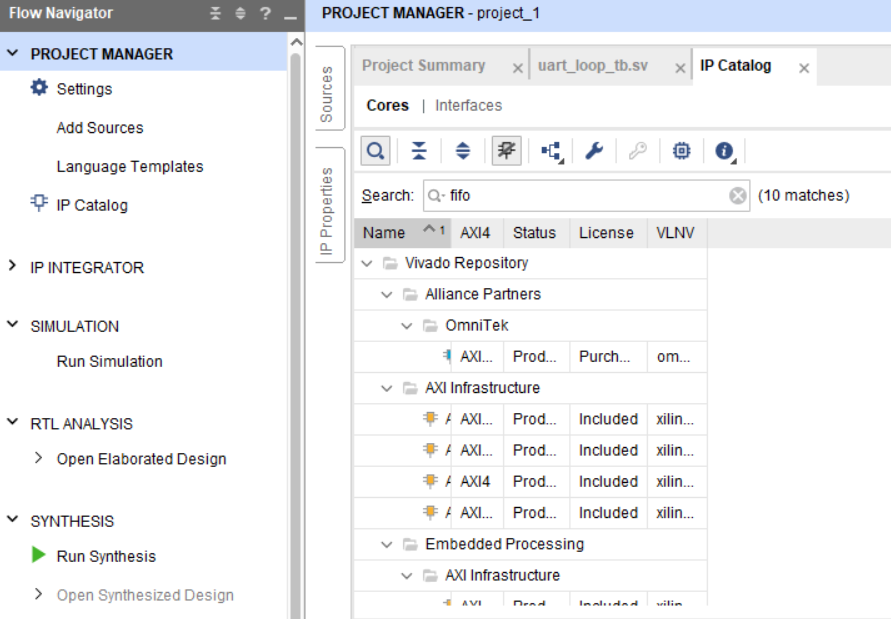 Flow Navigator
?
PROJECT MANAGER
Settings
Add Sources
Language Templates
IP Catalog
IP INTEGRATOR
SIMULATION
Run Simulation
RTL ANALYSIS
Open Elaborated Design
SYNTHESIS
Run Synthesis
Open Synthesized Design
PROJECT MANAGER - project_1
Sources
IP Properties
Project Summary
uart_loop_tb.sv
IP Catalog
Cores | Interfaces
Search: fifo (10 matches)
Name 1 AXI4 Status License VLNV
Vivado Repository
Alliance Partners
OmniTek
AXI... Prod... Purch... om...
AXI Infrastructure
AXI... Prod... Included xilin...
AXI... Prod... Included xilin...
AXI4 Prod... Included xilin...
AXI... Prod... Included xilin...
Embedded Processing
AXI Infrastructure
AXI... Prod... Included xilin...